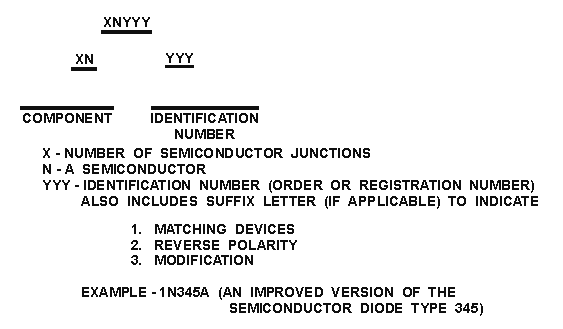 XNYYY
XN YYY
COMPONENT IDENTIFICATION
NUMBER
X - NUMBER OF SEMICONDUCTOR JUNCTIONS
N - A SEMICONDUCTOR
YYY - IDENTIFICATION NUMBER (ORDER OR REGISTRATION NUMBER)
ALSO INCLUDES SUFFIX LETTER (IF APPLICABLE) TO INDICATE
1. MATCHING DEVICES
2. REVERSE POLARITY
3. MODIFICATION
EXAMPLE - 1N345A (AN IMPROVED VERSION OF THE
SEMICONDUCTOR DIODE TYPE 345)